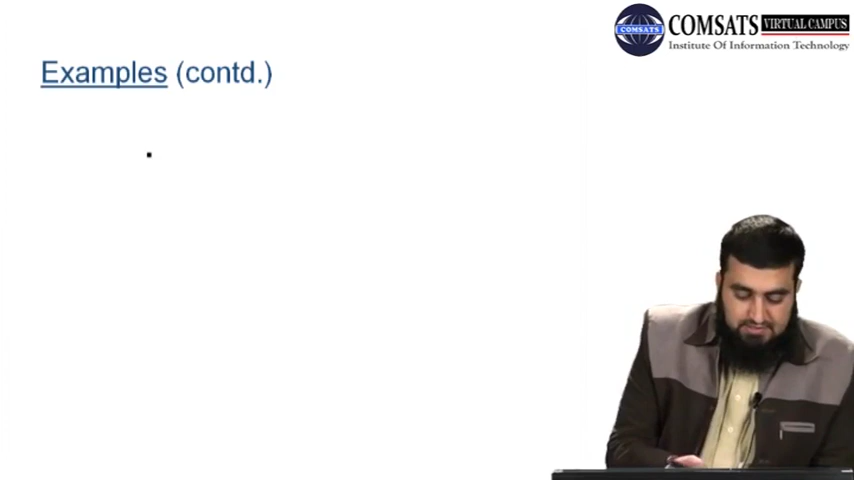 COMSATS VIRTUAL CAMPUS
COMSATS
Institute Of Information Technology
Examples (contd.)